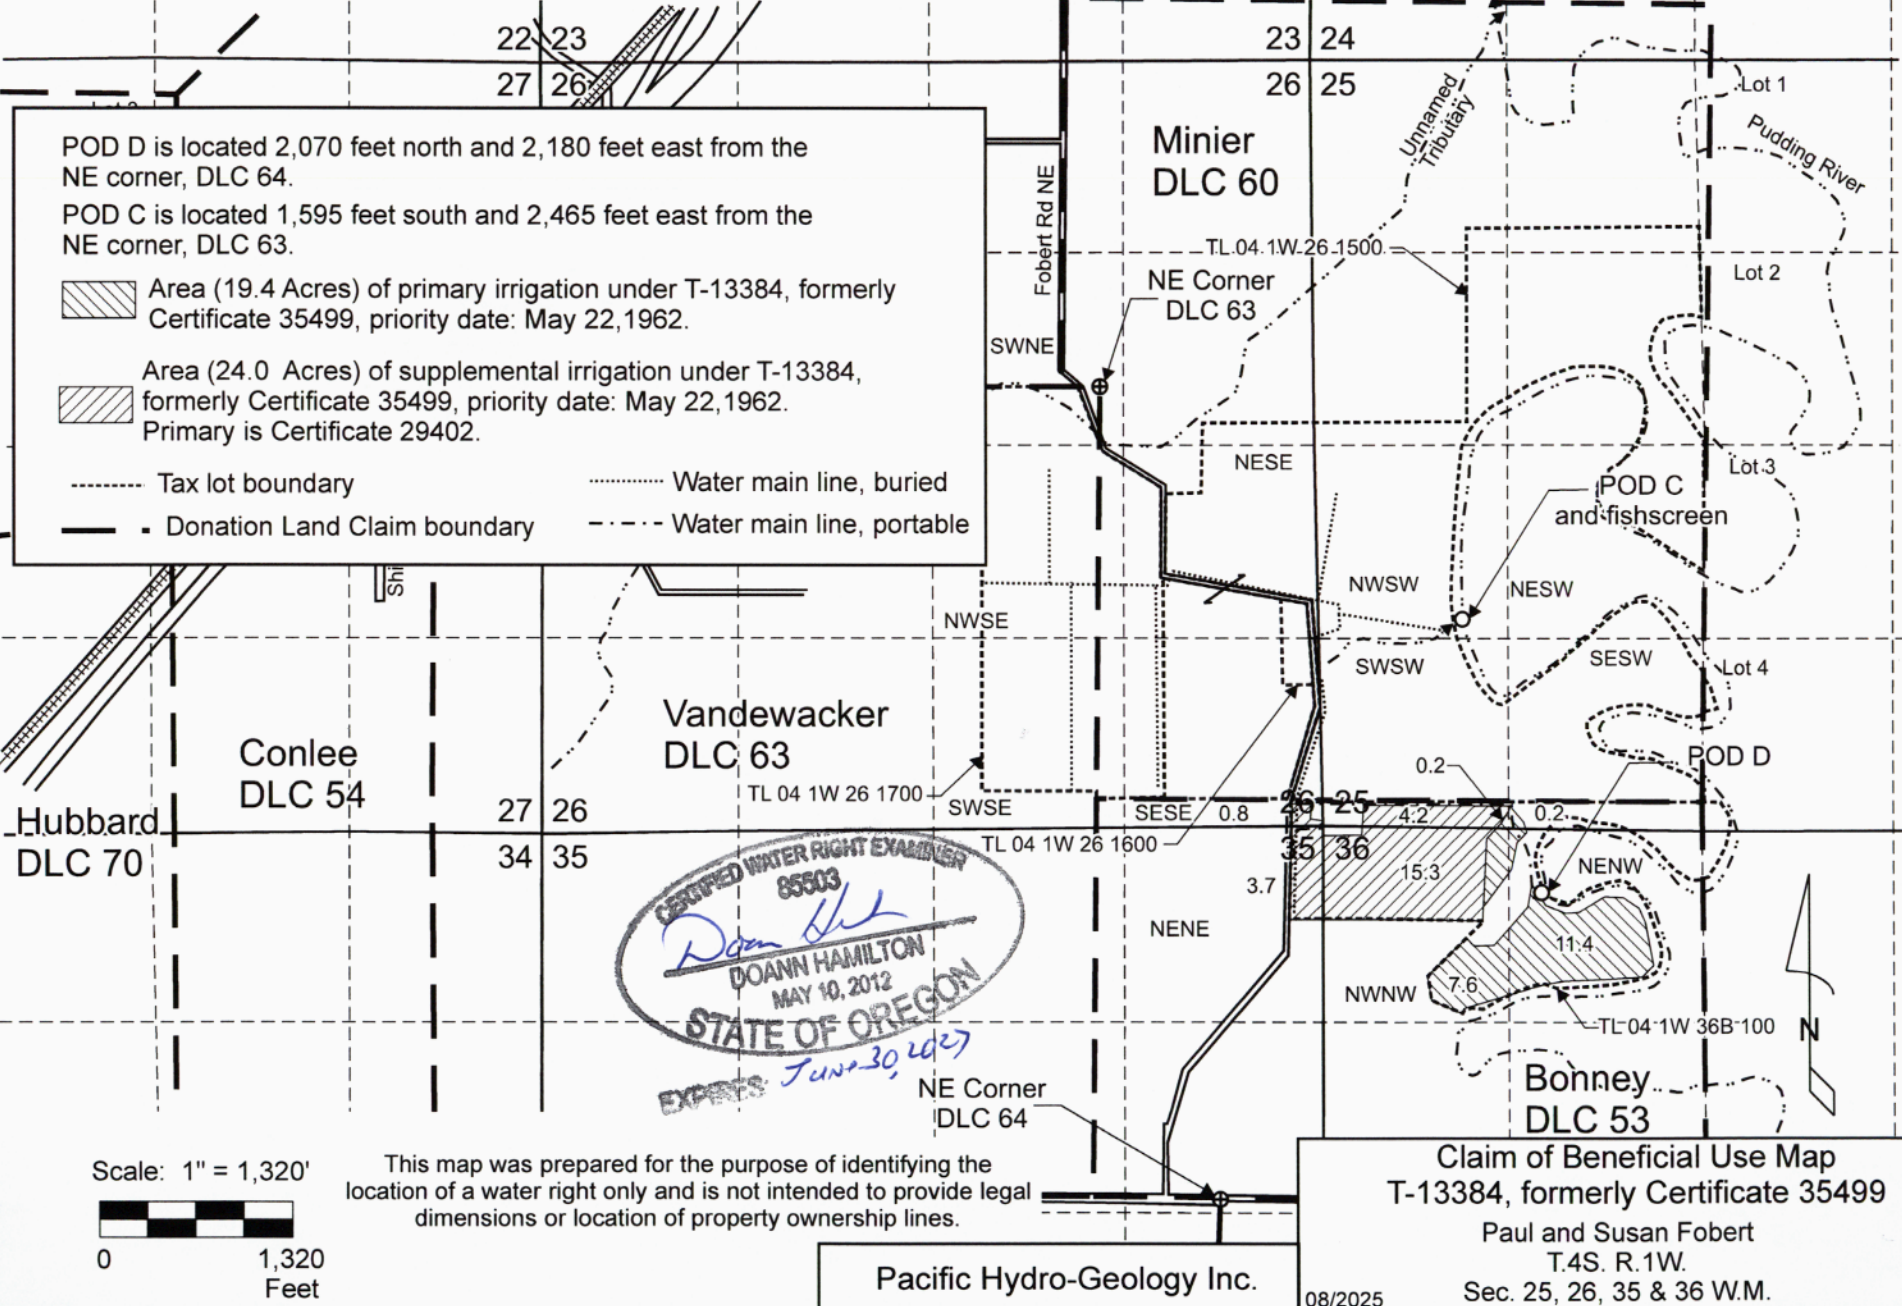 22 23
27 26
23 24
26 25
Lot 1
Pudding River
Unnamed
Tributary
Minier
DLC 60
Fobert Rd NE
POD D is located 2,070 feet north and 2,180 feet east from the
NE corner, DLC 64.
POD C is located 1,595 feet south and 2,465 feet east from the
NE corner, DLC 63.
Area (19.4 Acres) of primary irrigation under T-13384, formerly
Certificate 35499, priority date: May 22,1962.
Area (24.0 Acres) of supplemental irrigation under T-13384,
formerly Certificate 35499, priority date: May 22,1962.
Primary is Certificate 29402.
Tax lot boundary
Water main line, buried
Donation Land Claim boundary
Water main line, portable
TL 04 1W 26 1500
Lot 2
NE Corner
DLC 63
SWNE
NESE
Lot 3
POD C
and fishscreen
NWSW
NESW
NWSE
SWSW
SESW
Lot 4
Vandewacker
DLC 63
Conlee
DLC 54
POD D
0.2
TL 04 1W 26 1700
SWSE
SESE
0.8
26 25
4.2
0.2
Hubbard
DLC 70
27 26
34 35
TL 04 1W 26 1600
35 36
15.3
NENW
3.7
NENE
11.4
7.6
NWNW
TL 04 1W 36B 100
N
CERTIFIED WATER RIGHT EXAMINER
85503
DOANN HAMILTON
MAY 10, 2012
STATE OF OREGON
EXPIRES: June 30, 2027
NE Corner
DLC 64
Bonney
DLC 53
Scale: 1" = 1,320'
0 1,320
Feet
This map was prepared for the purpose of identifying the
location of a water right only and is not intended to provide legal
dimensions or location of property ownership lines.
Claim of Beneficial Use Map
T-13384, formerly Certificate 35499
Paul and Susan Fobert
T.4S. R.1W.
Sec. 25, 26, 35 & 36 W.M.
Pacific Hydro-Geology Inc.
08/2025